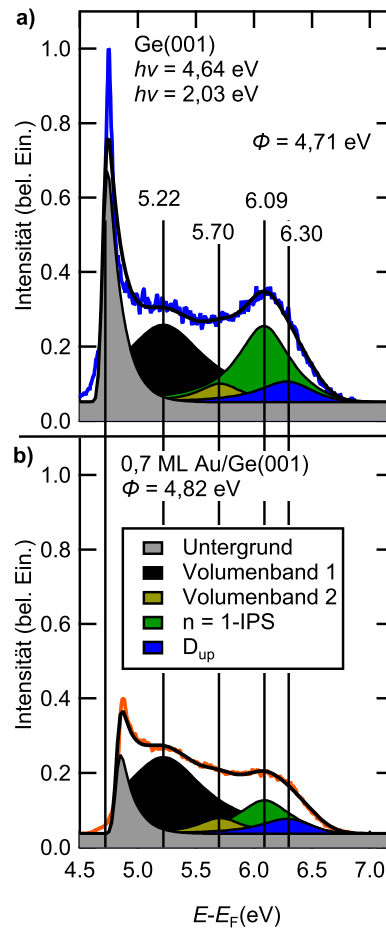 a)
Ge(001)
hν = 4,64 eV
hν = 2,03 eV
Φ = 4,71 eV
5.22
6.09
5.70
6.30
Intensität (bel. Ein.)
1.0
0.8
0.6
0.4
0.2
0.0
b)
0,7 ML Au/Ge(001)
Φ = 4,82 eV
Untergrund
Volumenband 1
Volumenband 2
n = 1-IPS
D_up
Intensität (bel. Ein.)
1.0
0.8
0.6
0.4
0.2
0.0
4.5 5.0 5.5 6.0 6.5 7.0
E-E_F(eV)